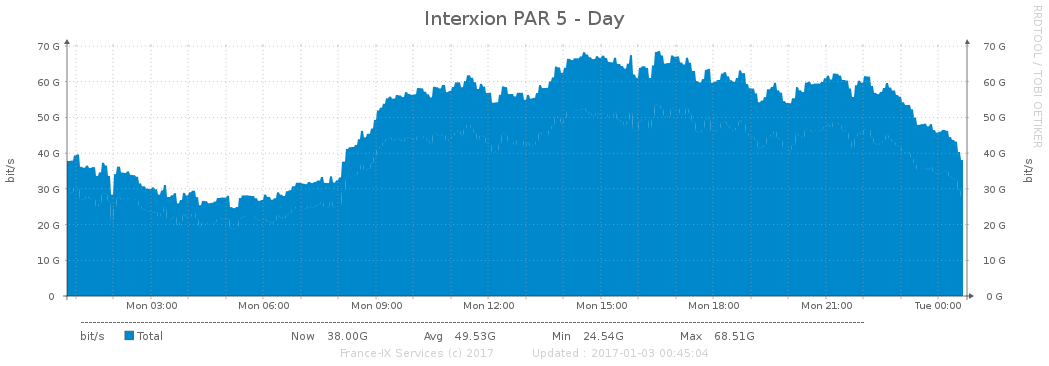 Interxion PAR 5 - Day
RRDTOOL / TOBI OETIKER
70 G 70 G
60 G 60 G
50 G 50 G
40 G 40 G
30 G 30 G
20 G 20 G
10 G 10 G
0 0 G
bit/s bit/s
Mon 03:00 Mon 06:00 Mon 09:00 Mon 12:00 Mon 15:00 Mon 18:00 Mon 21:00 Tue 00:00
bit/s Total Now 38.00G Avg 49.53G Min 24.54G Max 68.51G
France-IX Services (c) 2017 Updated : 2017-01-03 00:45:04